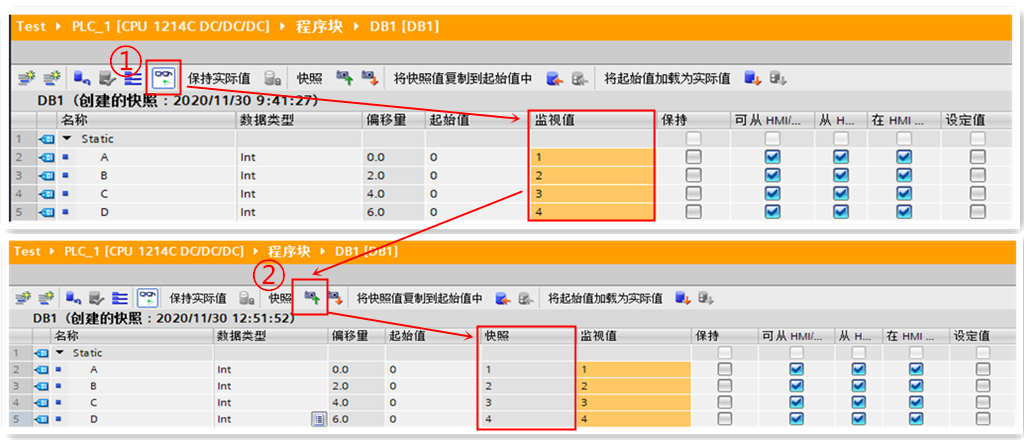 Test ▸ PLC_1 [CPU 1214C DC/DC/DC] ▸ 程序块 ▸ DB1 [DB1]
①
保持实际值 快照 将快照值复制到起始值中 将起始值加载为实际值
DB1（创建的快照：2020/11/30 9:41:27）
名称 数据类型 偏移量 起始值 监视值 保持 可从 HMI/... 从 H... 在 HMI ... 设定值
1 Static
2 A Int 0.0 0 1
3 B Int 2.0 0 2
4 C Int 4.0 0 3
5 D Int 6.0 0 4
Test ▸ PLC_1 [CPU 1214C DC/DC/DC] ▸ 程序块 ▸ DB1 [DB1]
②
保持实际值 快照 将快照值复制到起始值中 将起始值加载为实际值
DB1（创建的快照：2020/11/30 12:51:52）
名称 数据类型 偏移量 起始值 快照 监视值 保持 可从 HMI/... 从 H... 在 HMI ... 设定值
1 Static
2 A Int 0.0 0 1 1
3 B Int 2.0 0 2 2
4 C Int 4.0 0 3 3
5 D Int 6.0 0 4 4